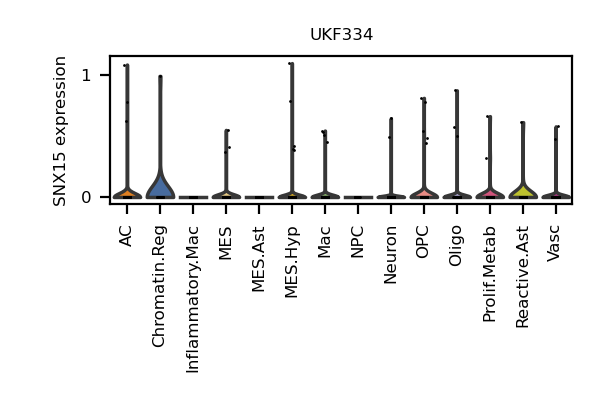 UKF334
SNX15 expression
1
0
AC
Chromatin.Reg
Inflammatory.Mac
MES
MES.Ast
MES.Hyp
Mac
NPC
Neuron
OPC
Oligo
Prolif.Metab
Reactive.Ast
Vasc